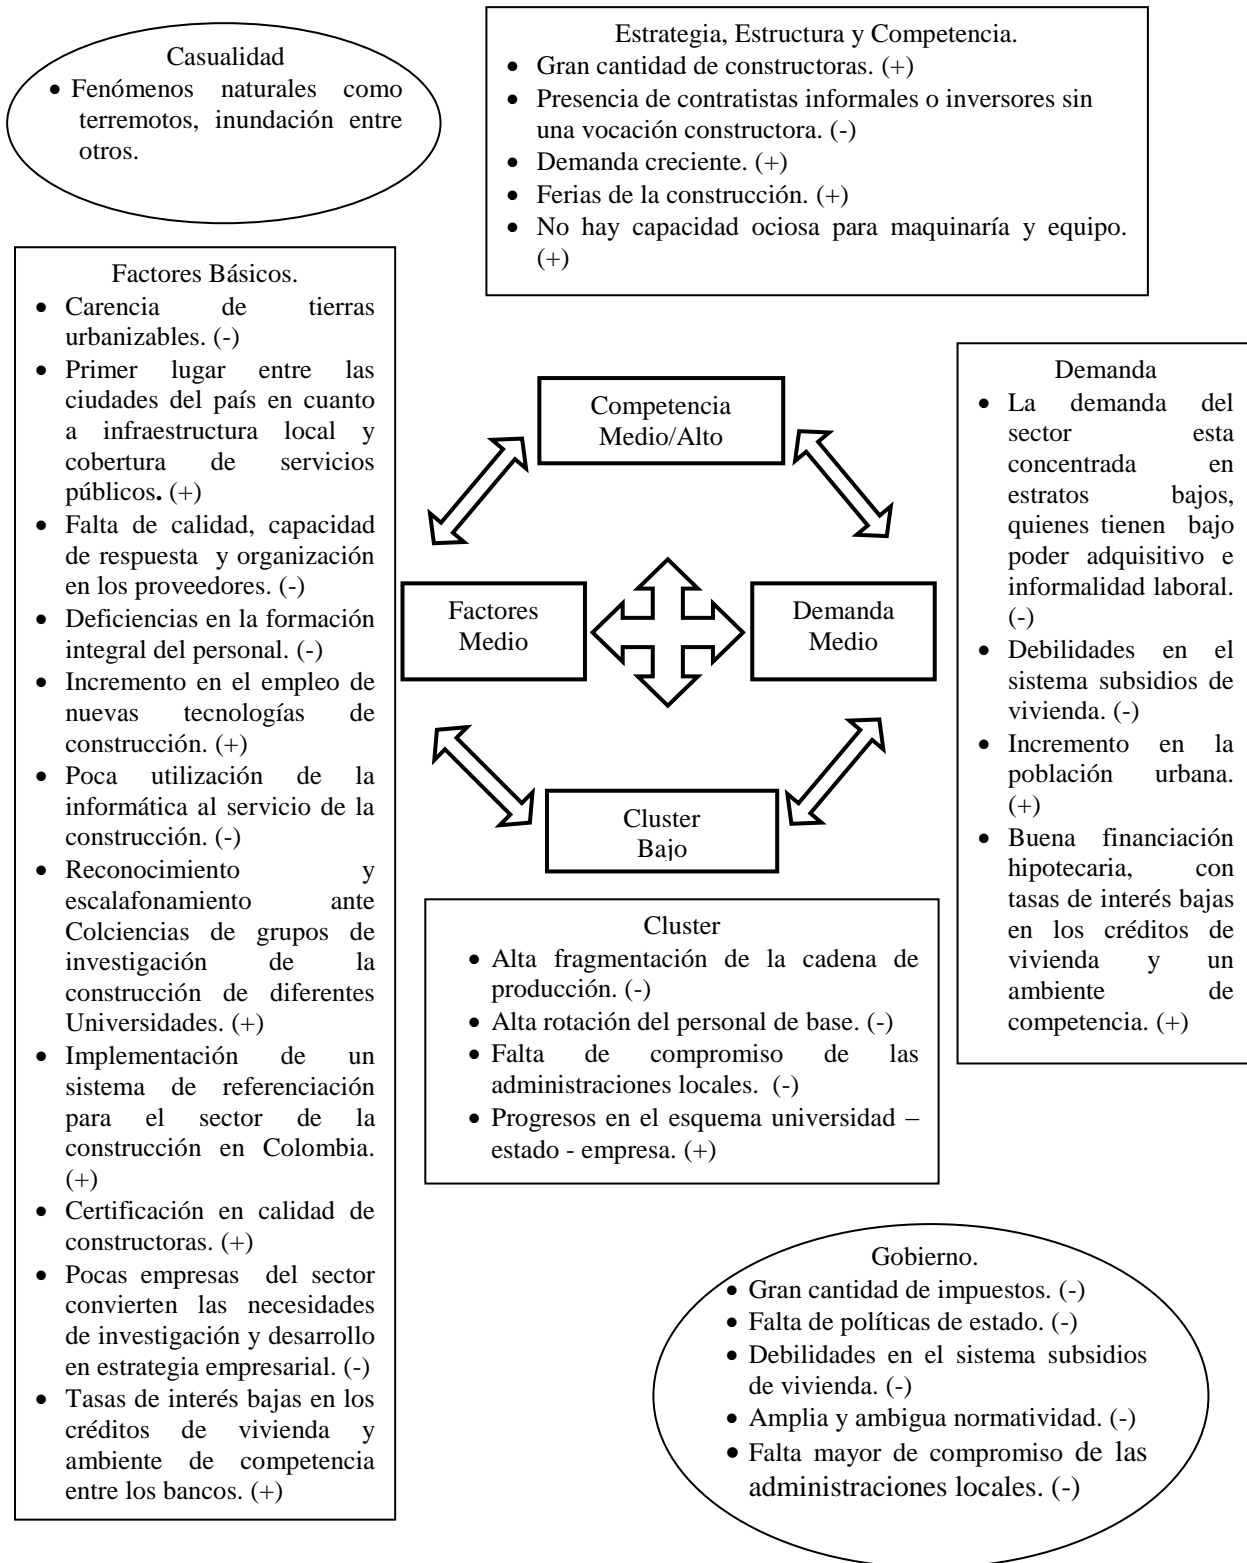 Casualidad
• Fenómenos naturales como
terremotos, inundación entre
otros.
Estrategia, Estructura y Competencia.
• Gran cantidad de constructoras. (+)
• Presencia de contratistas informales o inversores sin
una vocación constructora. (-)
• Demanda creciente. (+)
• Ferias de la construcción. (+)
• No hay capacidad ociosa para maquinaría y equipo.
(+)
Factores Básicos.
• Carencia de tierras
urbanizables. (-)
• Primer lugar entre las
ciudades del país en cuanto
a infraestructura local y
cobertura de servicios
públicos. (+)
• Falta de calidad, capacidad
de respuesta y organización
en los proveedores. (-)
• Deficiencias en la formación
integral del personal. (-)
• Incremento en el empleo de
nuevas tecnologías de
construcción. (+)
• Poca utilización de la
informática al servicio de la
construcción. (-)
• Reconocimiento y
escalafonamiento ante
Colciencias de grupos de
investigación de la
construcción de diferentes
Universidades. (+)
• Implementación de un
sistema de referenciación
para el sector de la
construcción en Colombia.
(+)
• Certificación en calidad de
constructoras. (+)
• Pocas empresas del sector
convierten las necesidades
de investigación y desarrollo
en estrategia empresarial. (-)
• Tasas de interés bajas en los
créditos de vivienda y
ambiente de competencia
entre los bancos. (+)
Competencia
Medio/Alto
Factores
Medio
Demanda
Medio
Cluster
Bajo
Demanda
• La demanda del
sector esta
concentrada en
estratos bajos,
quienes tienen bajo
poder adquisitivo e
informalidad laboral.
(-)
• Debilidades en el
sistema subsidios de
vivienda. (-)
• Incremento en la
población urbana.
(+)
• Buena financiación
hipotecaria, con
tasas de interés bajas
en los créditos de
vivienda y un
ambiente de
competencia. (+)
Cluster
• Alta fragmentación de la cadena de
producción. (-)
• Alta rotación del personal de base. (-)
• Falta de compromiso de las
administraciones locales. (-)
• Progresos en el esquema universidad –
estado - empresa. (+)
Gobierno.
• Gran cantidad de impuestos. (-)
• Falta de políticas de estado. (-)
• Debilidades en el sistema subsidios
de vivienda. (-)
• Amplia y ambigua normatividad. (-)
• Falta mayor de compromiso de las
administraciones locales. (-)